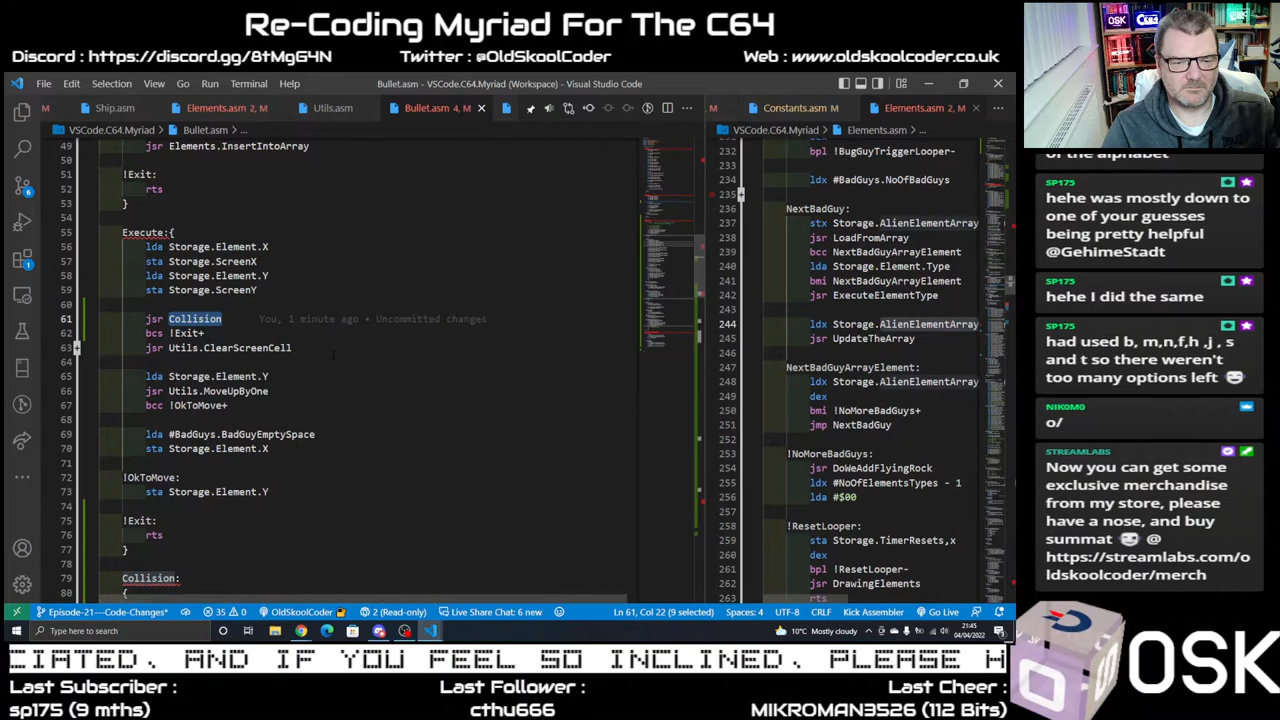 Re-Coding Myriad For The C64
Discord : https://discord.gg/8tMgG4N
Twitter : @OldSkoolCoder
Web : www.oldskoolcoder.co.uk
File Edit Selection View Go Run Terminal Help
Bullet.asm - VSCode.C64.Myriad (Workspace) - Visual Studio Code
M Ship.asm Elements.asm 2, M Utils.asm Bullet.asm 4, M
M Constants.asm M Elements.asm 2, M
VSCode.C64.Myriad > Bullet.asm > ...
VSCode.C64.Myriad > Elements.asm > ...
49 jsr Elements.InsertIntoArray
50
51 !Exit:
52 rts
53 }
54
55 Execute:{
56 lda Storage.Element.X
57 sta Storage.ScreenX
58 lda Storage.Element.Y
59 sta Storage.ScreenY
60
61 jsr Collision You, 1 minute ago • Uncommitted changes
62 bcs !Exit+
63 jsr Utils.ClearScreenCell
64
65 lda Storage.Element.Y
66 jsr Utils.MoveUpByOne
67 bcc !OkToMove+
68
69 lda #BadGuys.BadGuyEmptySpace
70 sta Storage.Element.X
71
72 !OkToMove:
73 sta Storage.Element.Y
74
75 !Exit:
76 rts
77 }
78
79 Collision:
80 {
232 bpl !BugGuyTriggerLooper-
233
234 ldx #BadGuys.NoOfBadGuys
235
236 NextBadGuy:
237 stx Storage.AlienElementArray
238 jsr LoadFromArray
239 bcc NextBadGuyArrayElement
240 lda Storage.Element.Type
241 bmi NextBadGuyArrayElement
242 jsr ExecuteElementType
243
244 ldx Storage.AlienElementArray
245 jsr UpdateTheArray
246
247 NextBadGuyArrayElement:
248 ldx Storage.AlienElementArray
249 dex
250 bmi !NoMoreBadGuys+
251 jmp NextBadGuy
252
253 !NoMoreBadGuys:
254 jsr DoWeAddFlyingRock
255 ldx #NoOfElementsTypes - 1
256 lda #$00
257
258 !ResetLooper:
259 sta Storage.TimerResets,x
260 dex
261 bpl !ResetLooper-
262 jsr DrawingElements
263 rts
of the alphabet
SP175
hehe was mostly down to
one of your guesses
being pretty helpful
@GehimeStadt
SP175
hehe I did the same
SP175
had used b, m,n,f,h ,j , s
and t so there weren't
too many options left
NIK0M0
o/
STREAMLABS
Now you can get some
exclusive merchandise
from my store, please
have a nose, and buy
summat @
https://streamlabs.com/o
ldskoolcoder/merch
Episode-21---Code-Changes* 35 0 OldSkoolCoder 2 (Read-only) Live Share Chat: 6 new Ln 61, Col 22 (9 selected) Spaces: 4 UTF-8 CRLF Kick Assembler Go Live
Type here to search
10°C Mostly cloudy
21:45
04/04/2022
CIATED. AND IF YOU FEEL SO INCLINED, PLEASE H
OSK
Last Subscriber :
sp175 (9 mths)
Last Follower :
cthu666
Last Cheer :
MIKROMAN3526 (112 Bits)